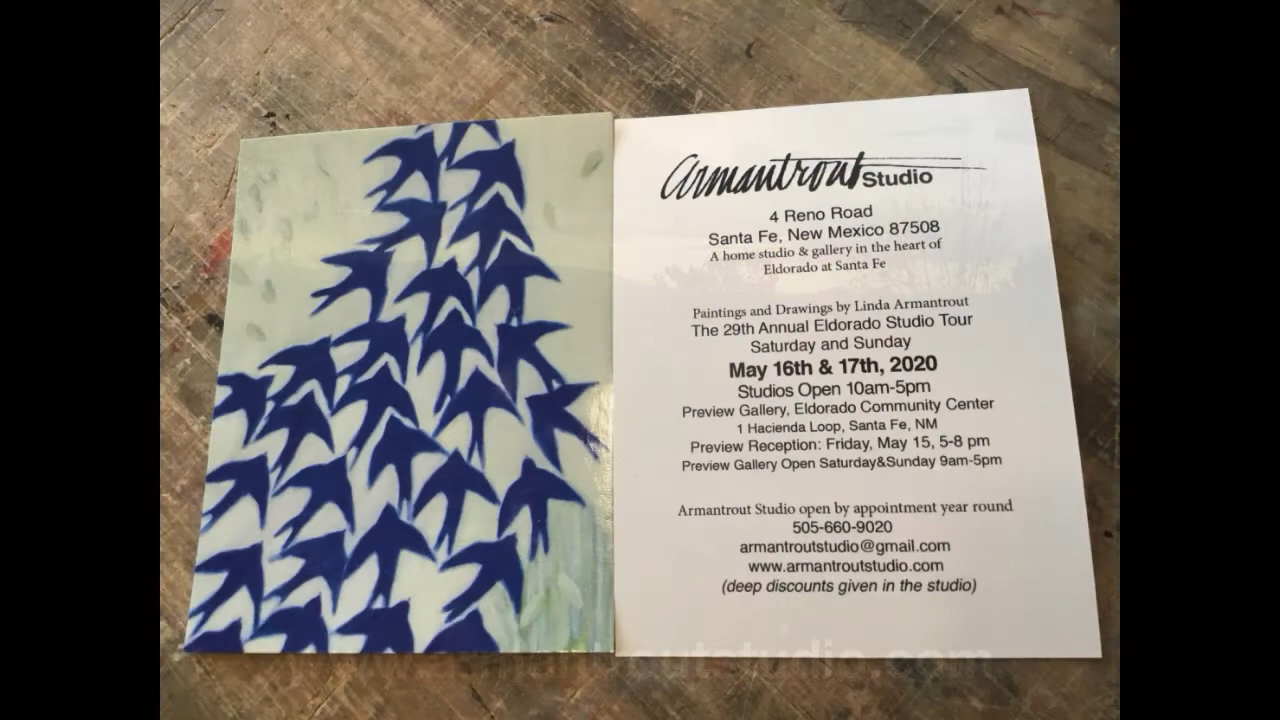 Armantrout Studio
4 Reno Road
Santa Fe, New Mexico 87508
A home studio & gallery in the heart of
Eldorado at Santa Fe
Paintings and Drawings by Linda Armantrout
The 29th Annual Eldorado Studio Tour
Saturday and Sunday
May 16th & 17th, 2020
Studios Open 10am-5pm
Preview Gallery, Eldorado Community Center
1 Hacienda Loop, Santa Fe, NM
Preview Reception: Friday, May 15, 5-8 pm
Preview Gallery Open Saturday&Sunday 9am-5pm
Armantrout Studio open by appointment year round
505-660-9020
armantroutstudio@gmail.com
www.armantroutstudio.com
(deep discounts given in the studio)
www.armantroutstudio.com